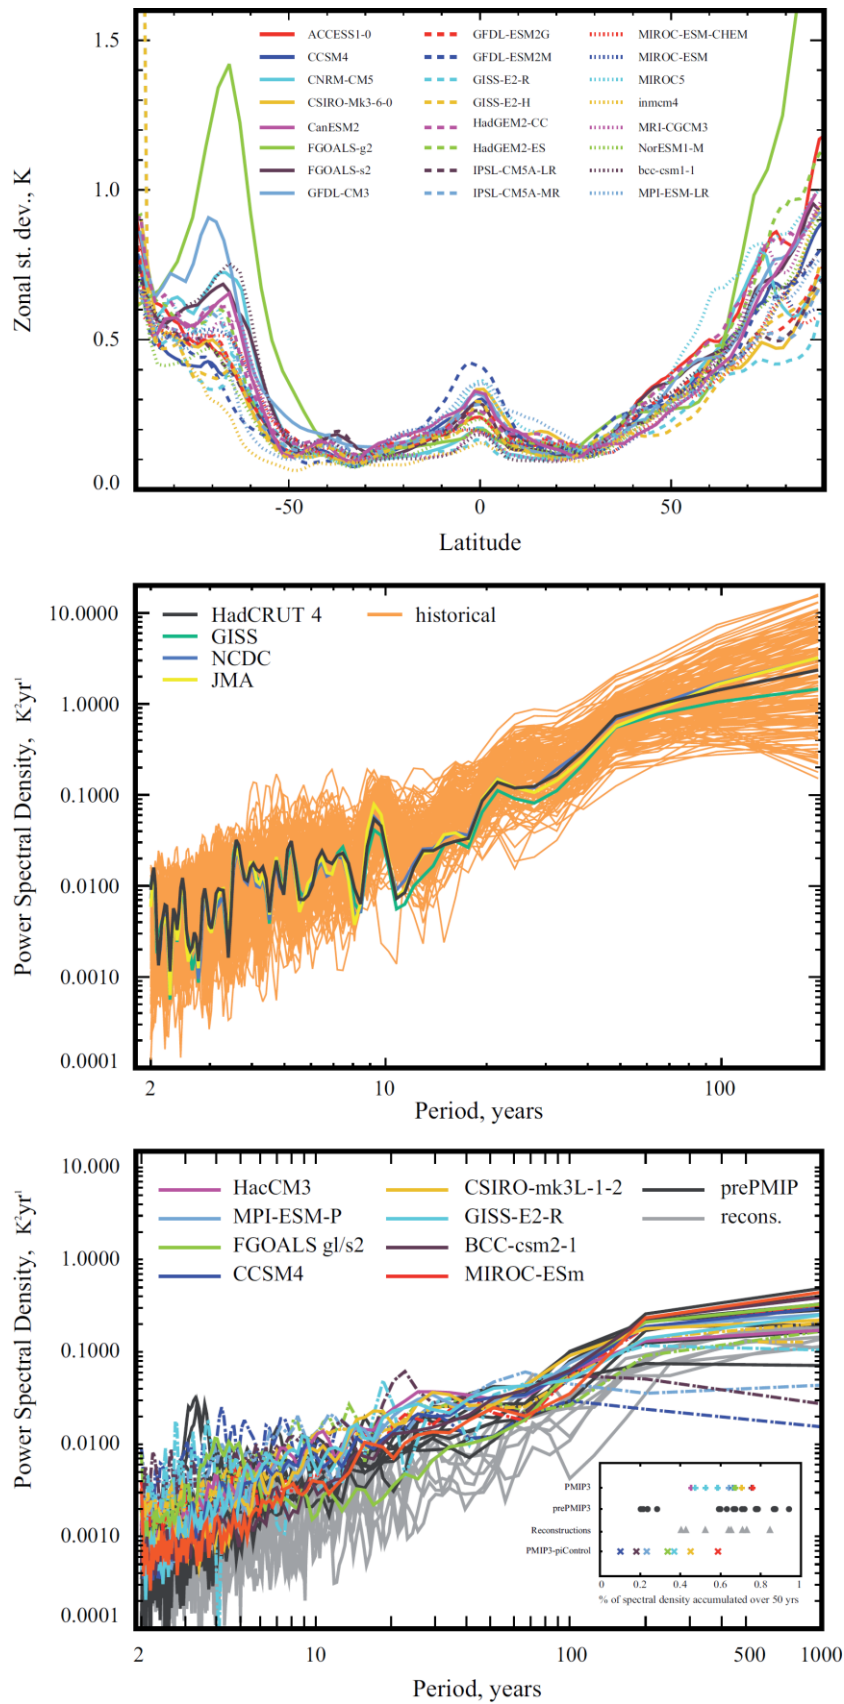 1.5
1.0
0.5
0.0
Zonal st. dev., K
ACCESS1-0
CCSM4
CNRM-CM5
CSIRO-Mk3-6-0
CanESM2
FGOALS-g2
FGOALS-s2
GFDL-CM3
GFDL-ESM2G
GFDL-ESM2M
GISS-E2-R
GISS-E2-H
HadGEM2-CC
HadGEM2-ES
IPSL-CM5A-LR
IPSL-CM5A-MR
MIROC-ESM-CHEM
MIROC-ESM
MIROC5
inmcm4
MRI-CGCM3
NorESM1-M
bcc-csm1-1
MPI-ESM-LR
-50 0 50
Latitude
10.0000
1.0000
0.1000
0.0100
0.0010
0.0001
Power Spectral Density, K²yr¹
HadCRUT 4
GISS
NCDC
JMA
historical
2 10 100
Period, years
10.000
1.0000
0.1000
0.0100
0.0010
0.0001
Power Spectral Density, K²yr¹
HacCM3
MPI-ESM-P
FGOALS gl/s2
CCSM4
CSIRO-mk3L-1-2
GISS-E2-R
BCC-csm2-1
MIROC-ESm
prePMIP
recons.
PMIP3
prePMIP3
Reconstructions
PMIP3-piControl
0 0.2 0.4 0.6 0.8 1
% of spectral density accumulated over 50 yrs
2 10 100 500 1000
Period, years